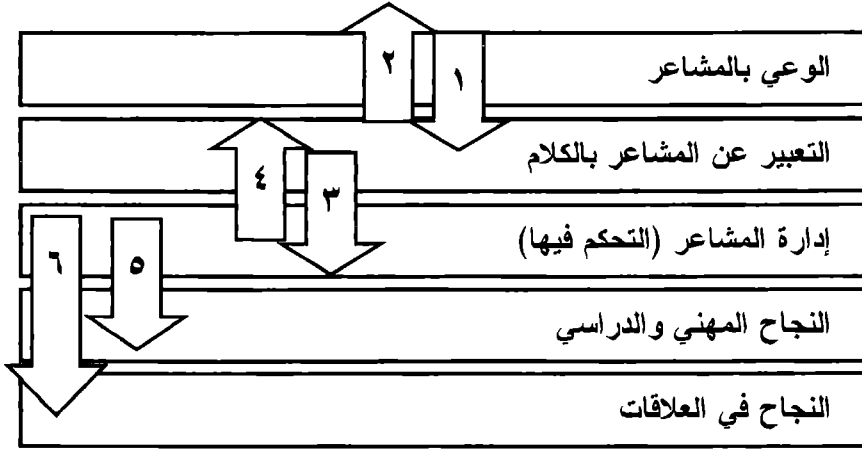 الوعي بالمشاعر
٢
١
التعبير عن المشاعر بالكلام
٤
٣
إدارة المشاعر (التحكم فيها)
٦
٥
النجاح المهني والدراسي
النجاح في العلاقات